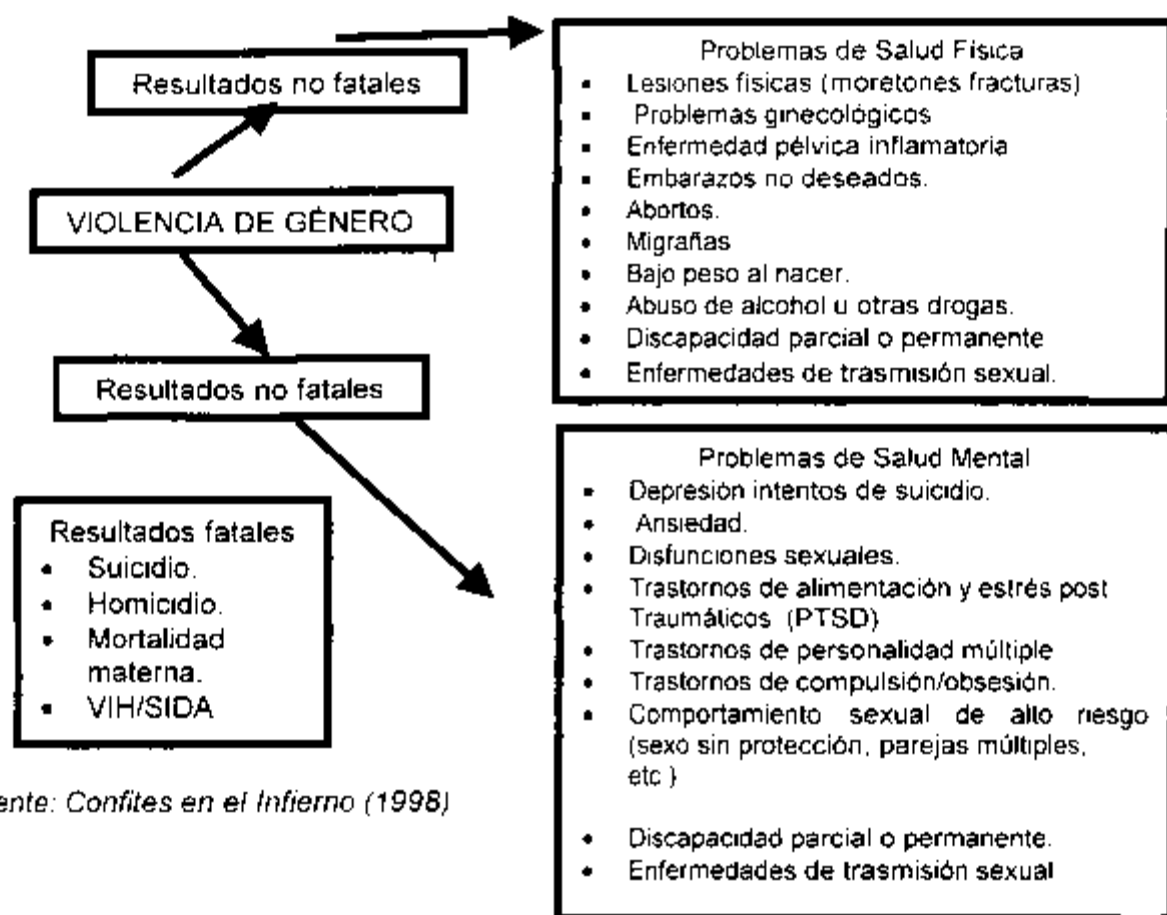 Resultados no fatales
VIOLENCIA DE GÉNERO
Resultados no fatales
Resultados fatales
• Suicidio.
• Homicidio.
• Mortalidad
materna.
• VIH/SIDA
ente: Confites en el Infierno (1998)
Problemas de Salud Física
▪ Lesiones físicas (moretones fracturas)
▪ Problemas ginecológicos
▪ Enfermedad pélvica inflamatoria
▪ Embarazos no deseados.
• Abortos.
• Migrañas
• Bajo peso al nacer.
• Abuso de alcohol u otras drogas.
• Discapacidad parcial o permanente
• Enfermedades de trasmisión sexual.
Problemas de Salud Mental
▪ Depresión intentos de suicidio.
• Ansiedad.
• Disfunciones sexuales.
• Trastornos de alimentación y estrés post
Traumáticos (PTSD)
• Trastornos de personalidad múltiple
• Trastornos de compulsión/obsesión.
• Comportamiento sexual de alto riesgo
(sexo sin protección, parejas múltiples,
etc )
• Discapacidad parcial o permanente.
• Enfermedades de trasmisión sexual